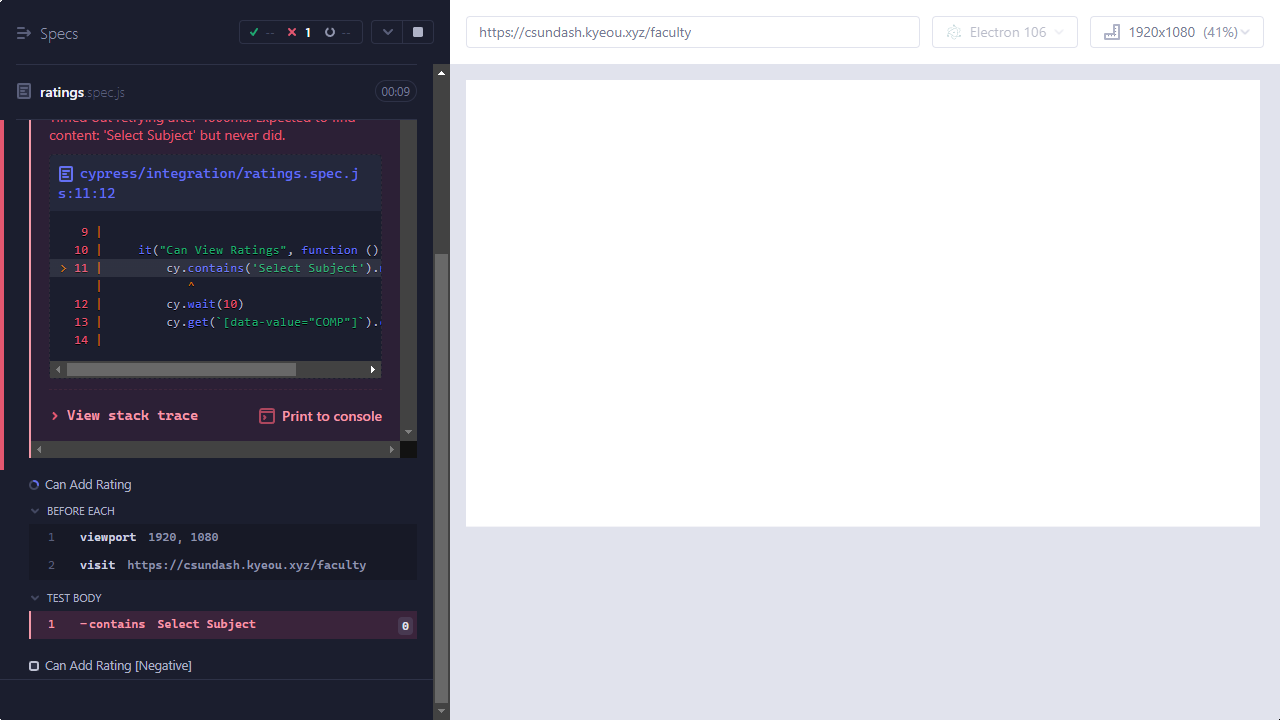 Specs
-- 1 --
ratings.spec.js
00:09
content: 'Select Subject' but never did.
cypress/integration/ratings.spec.j
s:11:12
9 |
10 | it("Can View Ratings", function ()
> 11 | cy.contains('Select Subject').
| ^
12 | cy.wait(10)
13 | cy.get(`[data-value="COMP"]`).
14 |
View stack trace
Print to console
Can Add Rating
BEFORE EACH
1 viewport 1920, 1080
2 visit https://csundash.kyeou.xyz/faculty
TEST BODY
1 -contains Select Subject 0
Can Add Rating [Negative]
https://csundash.kyeou.xyz/faculty
Electron 106
1920x1080 (41%)